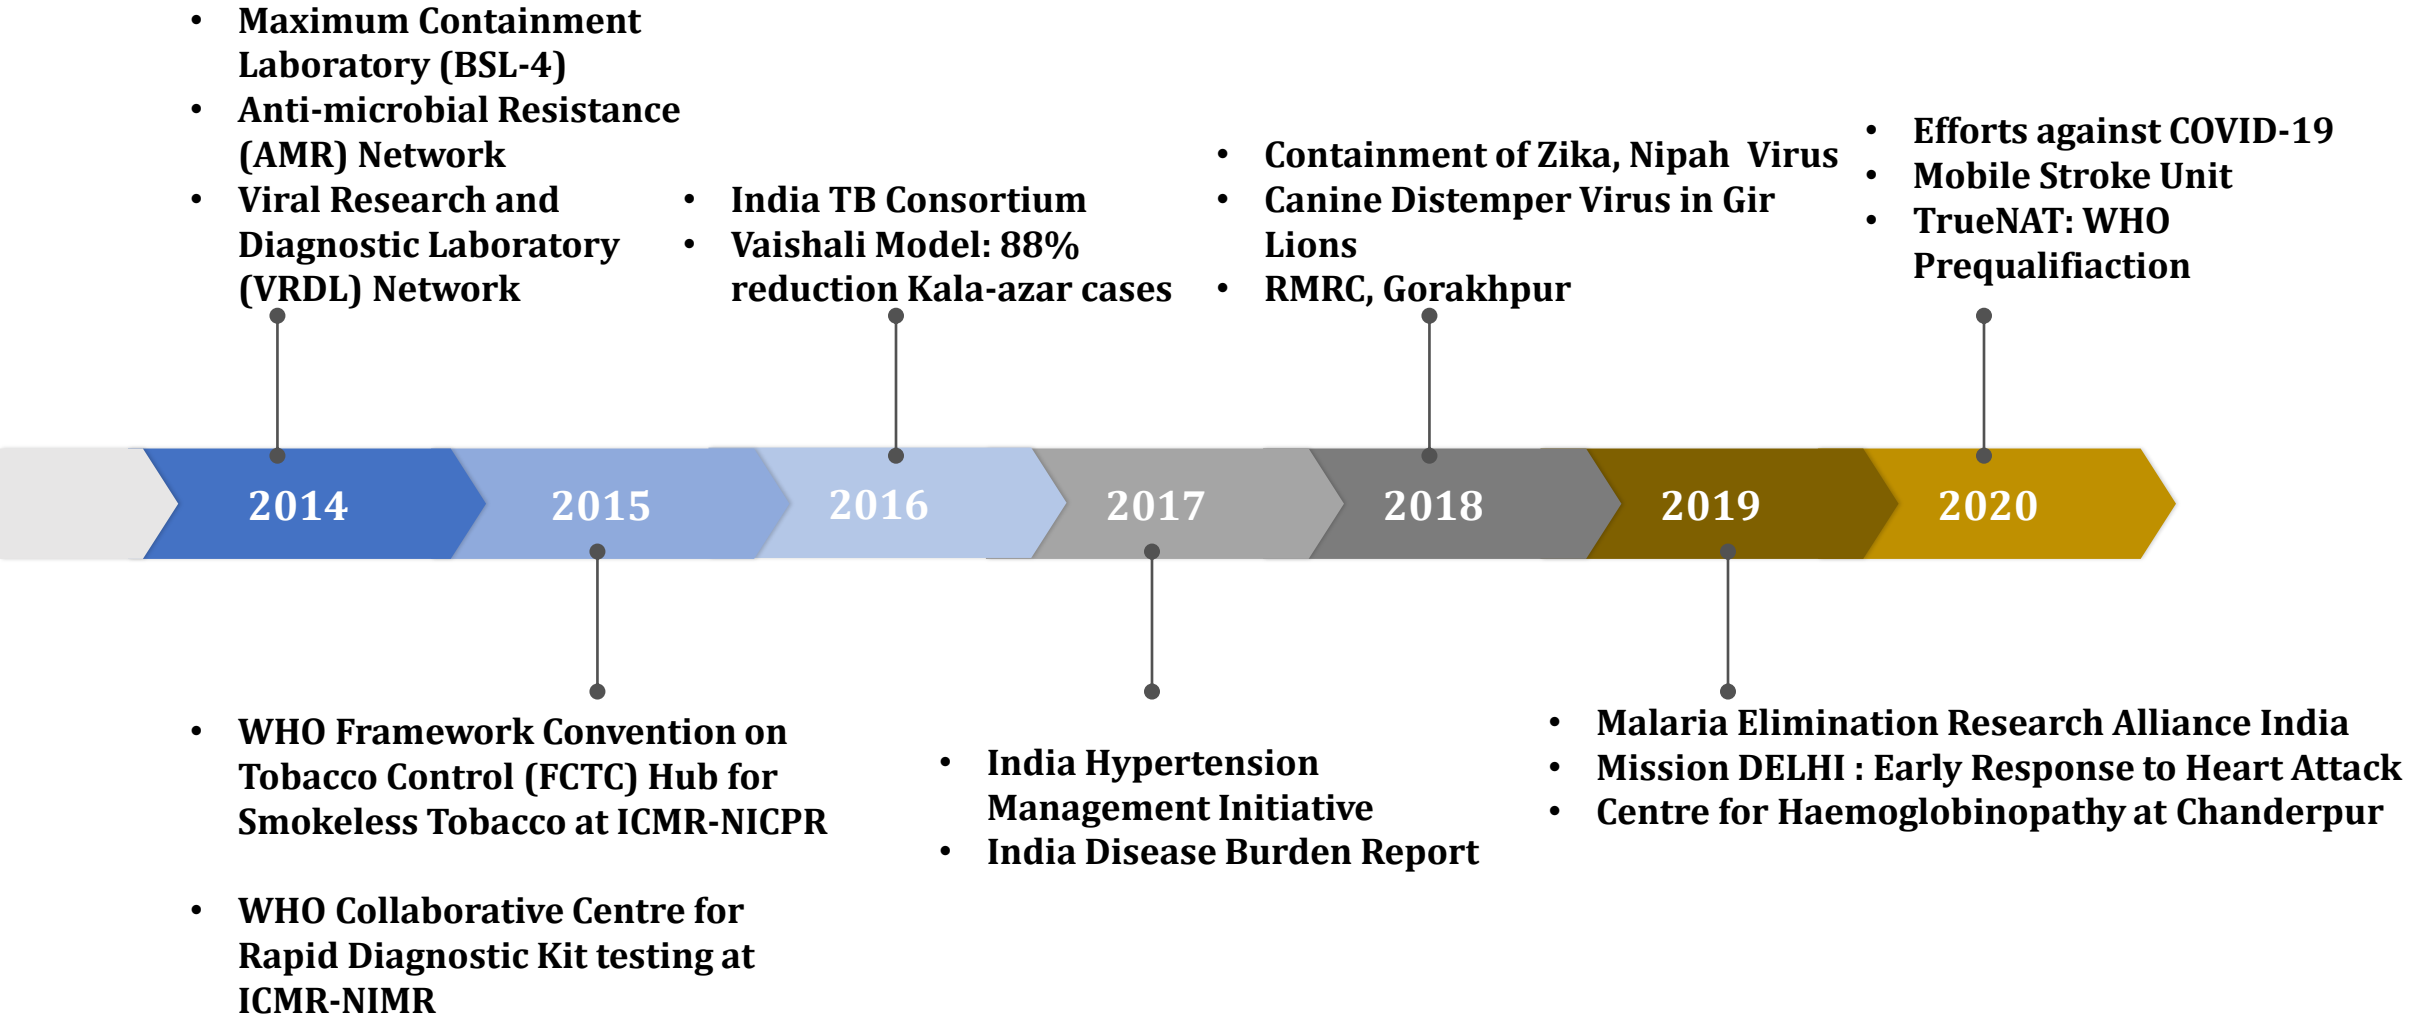 • Maximum Containment
Laboratory (BSL-4)
• Anti-microbial Resistance
(AMR) Network
• Viral Research and
Diagnostic Laboratory
(VRDL) Network
• India TB Consortium
• Vaishali Model: 88%
reduction Kala-azar cases
• Containment of Zika, Nipah  Virus
• Canine Distemper Virus in Gir
Lions
• RMRC, Gorakhpur
• Efforts against COVID-19
• Mobile Stroke Unit
• TrueNAT: WHO
Prequalifiaction
2014
2015
2016
2017
2018
2019
2020
• WHO Framework Convention on
Tobacco Control (FCTC) Hub for
Smokeless Tobacco at ICMR-NICPR
• WHO Collaborative Centre for
Rapid Diagnostic Kit testing at
ICMR-NIMR
• India Hypertension
Management Initiative
• India Disease Burden Report
• Malaria Elimination Research Alliance India
• Mission DELHI : Early Response to Heart Attack
• Centre for Haemoglobinopathy at Chanderpur